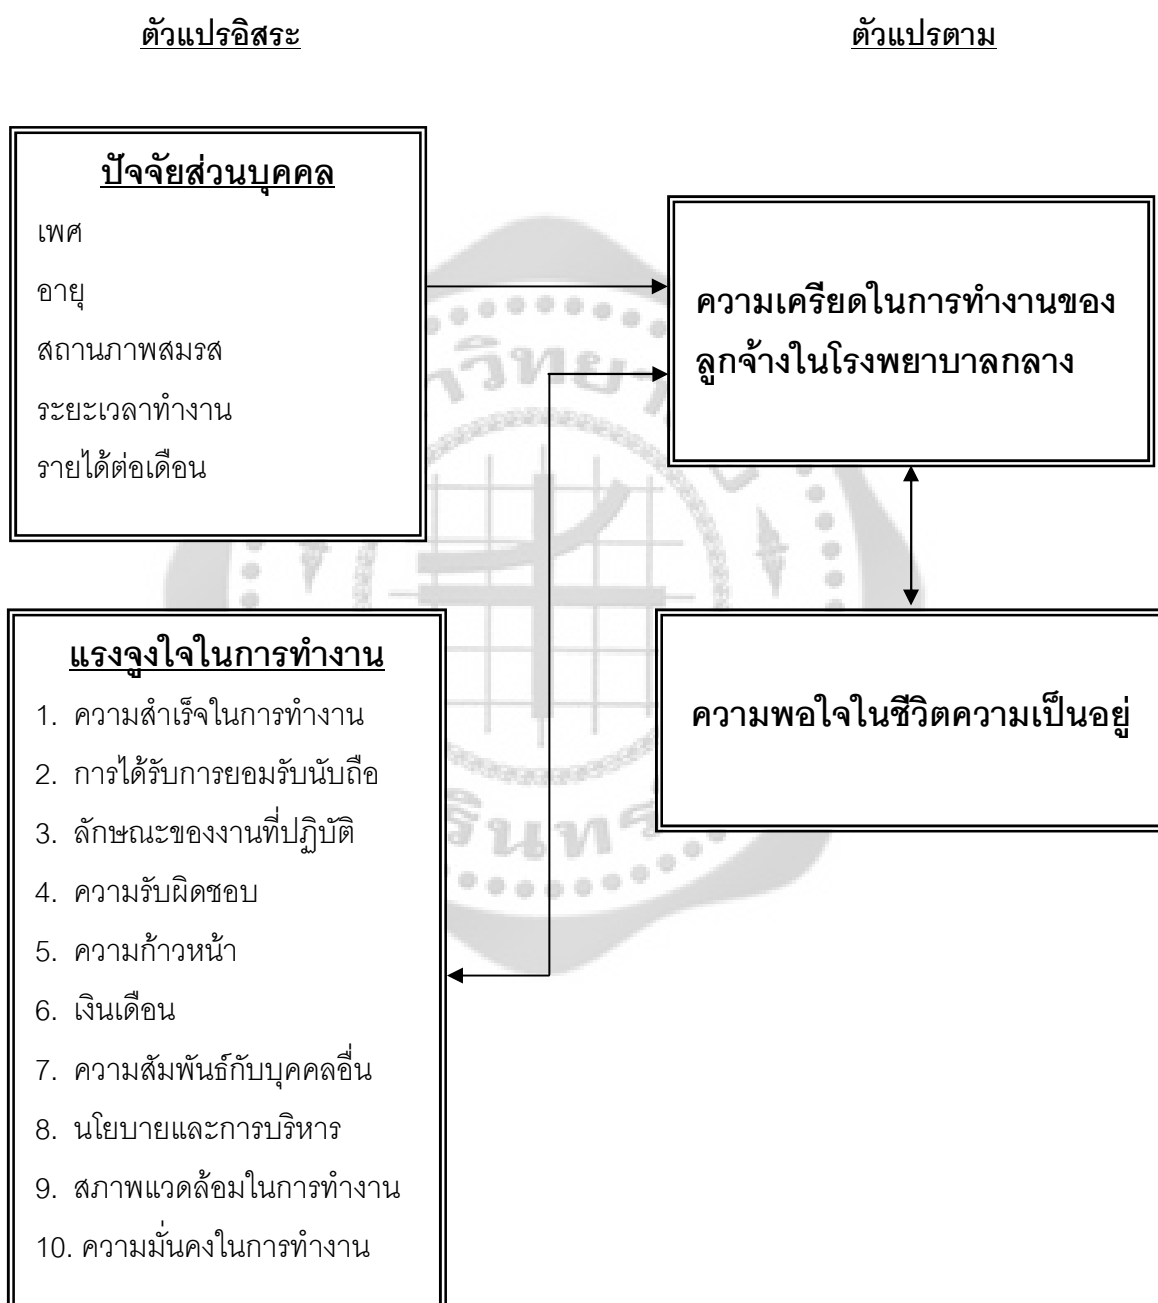 ตัวแปรอิสระ
ตัวแปรตาม
ปัจจัยส่วนบุคคล
เพศ
อายุ
สถานภาพสมรส
ระยะเวลาทำงาน
รายได้ต่อเดือน
ความเครียดในการทำงานของ
ลูกจ้างในโรงพยาบาลกลาง
แรงจูงใจในการทำงาน
1. ความสำเร็จในการทำงาน
2. การได้รับการยอมรับนับถือ
3. ลักษณะของงานที่ปฏิบัติ
4. ความรับผิดชอบ
5. ความก้าวหน้า
6. เงินเดือน
7. ความสัมพันธ์กับบุคคลอื่น
8. นโยบายและการบริหาร
9. สภาพแวดล้อมในการทำงาน
10. ความมั่นคงในการทำงาน
ความพอใจในชีวิตความเป็นอยู่